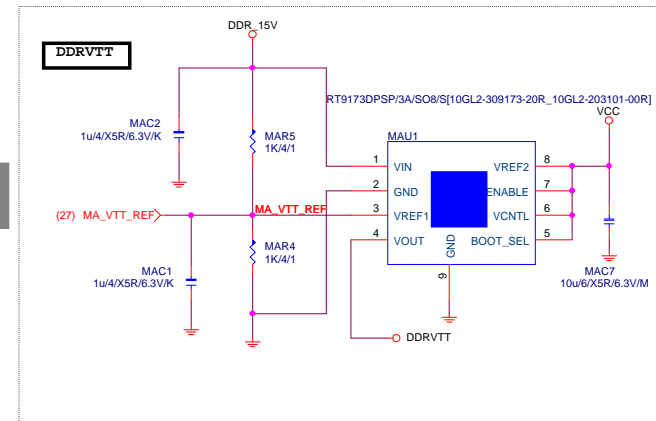 DDR_15V
DDRVTT
RT9173DPSP/3A/SO8/S[10GL2-309173-20R_10GL2-203101-00R]
VCC
MAC2
1u/4/X5R/6.3V/K
MAR5
1K/4/1
MAU1
1 VIN VREF2 8
2 GND ENABLE 7
(27) MA_VTT_REF MA_VTT_REF 3 VREF1 VCNTL 6
4 VOUT BOOT_SEL 5
GND
9
MAR4
1K/4/1
MAC1
1u/4/X5R/6.3V/K
MAC7
10u/6/X5R/6.3V/M
DDRVTT